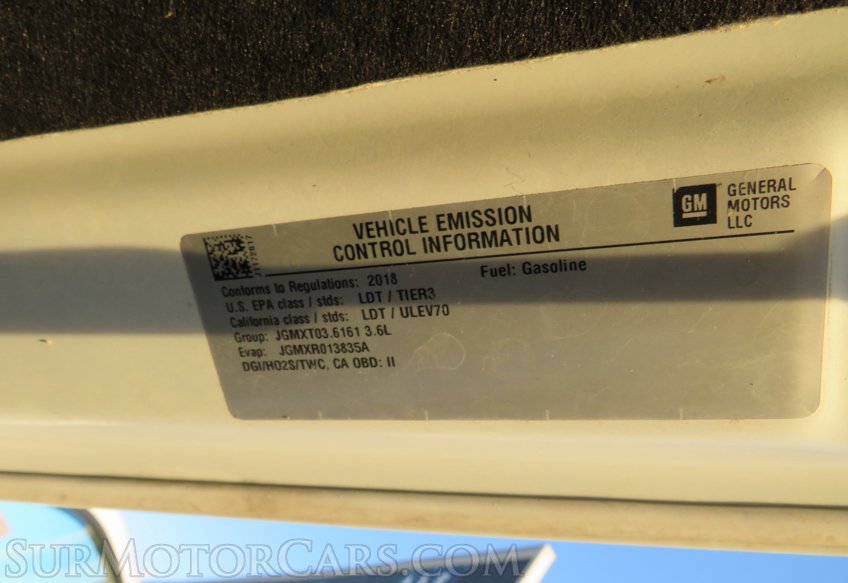 VEHICLE EMISSION
CONTROL INFORMATION
GM
GENERAL
MOTORS
LLC
Conforms to Regulations: 2018
Fuel: Gasoline
U.S. EPA class / stds: LDT / TIER3
California class / stds: LDT / ULEV70
Group: JGMXT03.6161 3.6L
Evap: JGMXR013835A
DGI/HO2S/TWC, CA OBD: II
SURMOTORCARS.COM